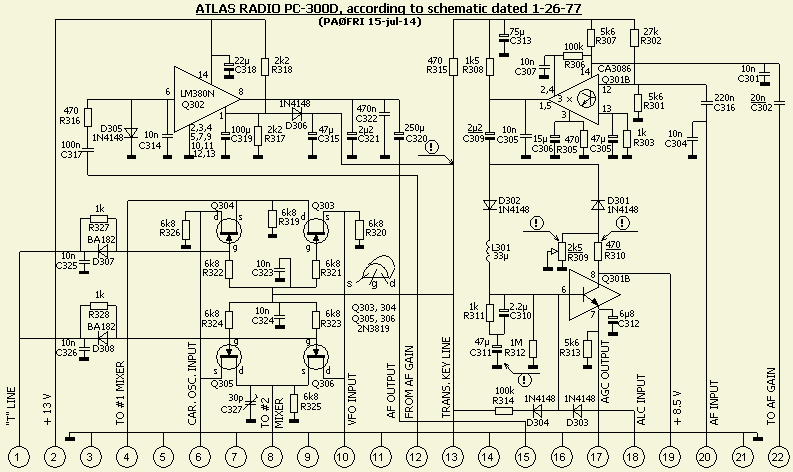 ATLAS RADIO PC-300D, according to schematic dated 1-26-77
(PAØFRI 15-jul-14)
75µ
C313
5k6
R307
27k
R302
22µ
C318
2k2
R318
470
R315
1k5
R308
10n
C307
100k
R306
14
CA3086
Q301B
10n
C301
14
6
8
LM380N
Q302
1
2,3,4
5,7,9
10,11
12,13
470
R316
D305
1N4148
10n
C314
100n
C317
100µ
C319
2k2
R317
1N4148
D306
47µ
C315
470n
C322
2µ2
C321
250µ
C320
2µ2
C309
10n
C305
2,4
1,5
3
x
12
3
13
15µ
C306
470
R305
47µ
C305
1k
R303
5k6
R301
220n
C316
20n
C302
10n
C304
!
Q304
Q303
6k8
R326
d
s
g
6k8
R319
s
d
g
6k8
R320
1k
R327
BA182
D307
10n
C325
6k8
R322
10n
C323
6k8
R321
s
g
d
Q303, 304
Q305, 306
2N3819
D302
1N4148
D301
1N4148
!
!
L301
33µ
2k5
R309
470
R310
8
Q301B
6
7
1k
R328
BA182
D308
10n
C326
6k8
R324
10n
C324
6k8
R323
Q305
Q306
30p
C327
6k8
R325
1k
R311
2.2µ
C310
47µ
C311
1M
R312
6µ8
C312
5k6
R313
!
100k
R314
1N4148
D304
1N4148
D303
"T" LINE
+ 13 V
TO #1 MIXER
CAR. OSC. INPUT
TO #2
MIXER
VFO INPUT
AF OUTPUT
FROM AF GAIN
TRANS. KEY LINE
AGC OUTPUT
ALC INPUT
+ 8.5 V
AF INPUT
TO AF GAIN
1 2 3 4 5 6 7 8 9 10 11 12 13 14 15 16 17 18 19 20 21 22